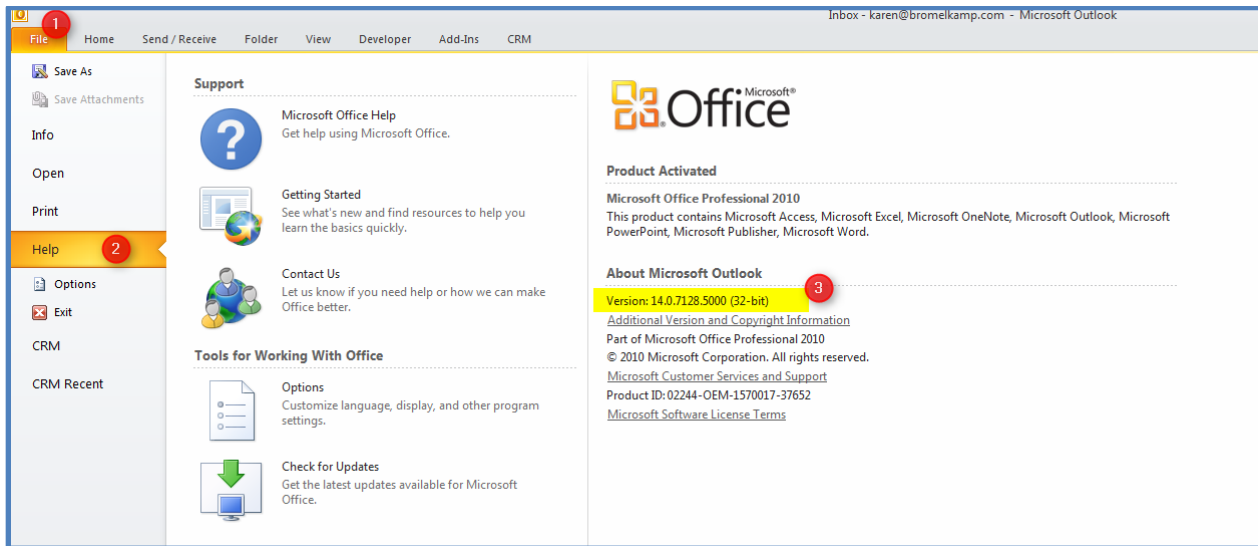 Inbox - karen@bromelkamp.com - Microsoft Outlook
1
File Home Send / Receive Folder View Developer Add-Ins CRM
Save As
Save Attachments
Info
Open
Print
Help 2
Options
Exit
CRM
CRM Recent
Support
Microsoft Office Help
Get help using Microsoft Office.
Getting Started
See what's new and find resources to help you
learn the basics quickly.
Contact Us
Let us know if you need help or how we can make
Office better.
Tools for Working With Office
Options
Customize language, display, and other program
settings.
Check for Updates
Get the latest updates available for Microsoft
Office.
Microsoft®
Office
Product Activated
Microsoft Office Professional 2010
This product contains Microsoft Access, Microsoft Excel, Microsoft OneNote, Microsoft Outlook, Microsoft
PowerPoint, Microsoft Publisher, Microsoft Word.
About Microsoft Outlook
3
Version: 14.0.7128.5000 (32-bit)
Additional Version and Copyright Information
Part of Microsoft Office Professional 2010
© 2010 Microsoft Corporation. All rights reserved.
Microsoft Customer Services and Support
Product ID: 02244-OEM-1570017-37652
Microsoft Software License Terms